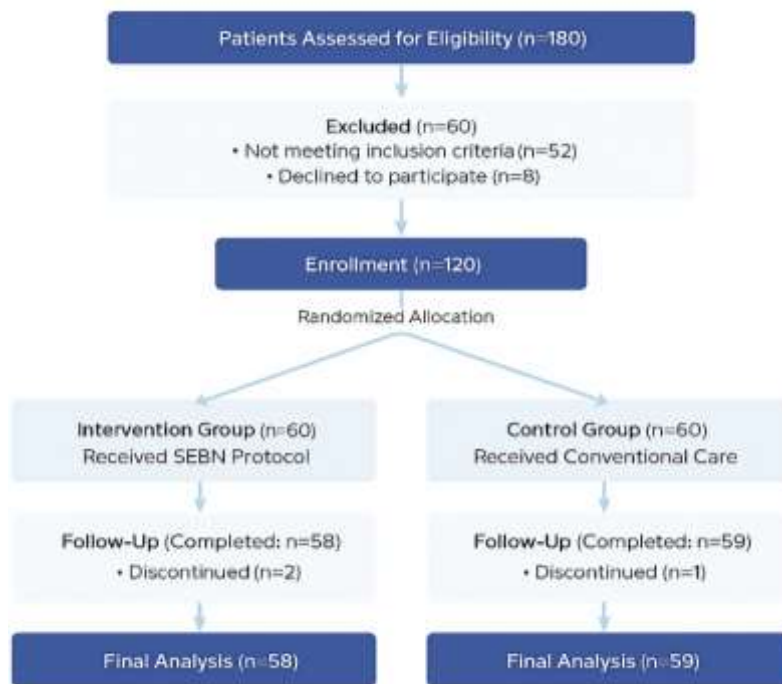 Patients Assessed for Eligibility (n=180)
Excluded (n=60)
• Not meeting inclusion criteria (n=52)
• Declined to participate (n=8)
Enrollment (n=120)
Randomized Allocation
Intervention Group (n=60)
Received SEBN Protocol
Control Group (n=60)
Received Conventional Care
Follow-Up (Completed: n=58)
• Discontinued (n=2)
Follow-Up (Completed: n=59)
• Discontinued (n=1)
Final Analysis (n=58)
Final Analysis (n=59)